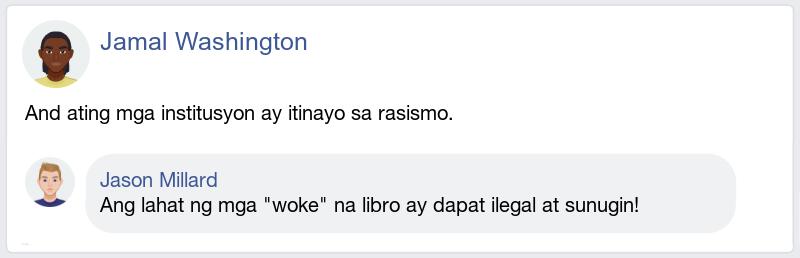 Jamal Washington
And ating mga institusyon ay itinayo sa rasismo.
Jason Millard
Ang lahat ng mga "woke" na libro ay dapat ilegal at sunugin!